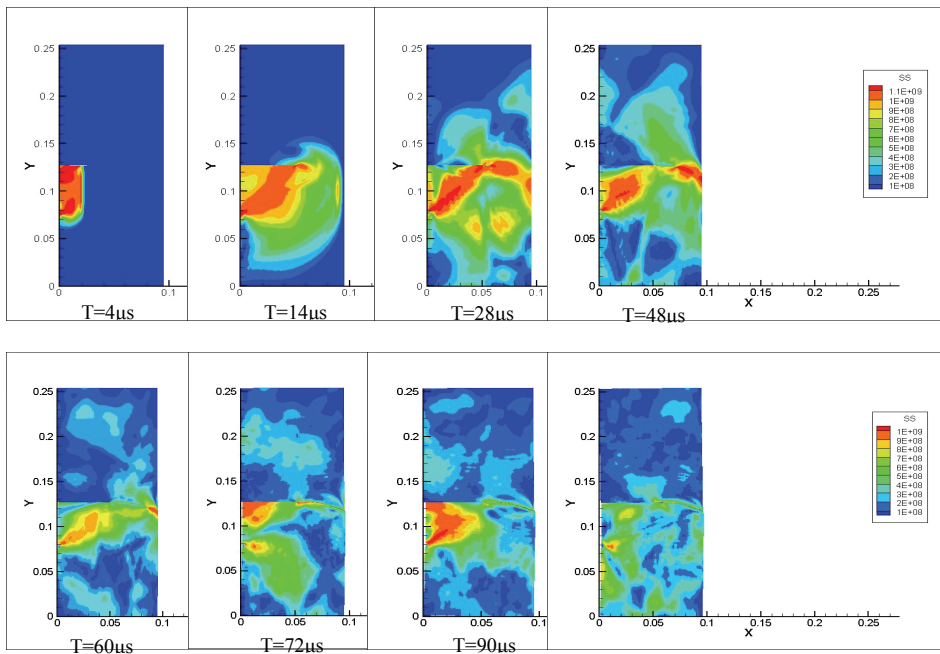 0.25
0.2
0.15
Y
0.1
0.05
0
0
0.1
T=4μs
0.25
0.2
0.15
Y
0.1
0.05
0
0
0.1
T=14μs
0.25
0.2
0.15
Y
0.1
0.05
0
0
0.05
0.1
T=28μs
0.25
0.2
0.15
Y
0.1
0.05
0
0
0.05
0.1
0.15
0.2
0.25
X
T=48μs
SS
1.1E+09
1E+09
9E+08
8E+08
7E+08
6E+08
5E+08
4E+08
3E+08
2E+08
1E+08
0.25
0.2
0.15
Y
0.1
0.05
0
0
0.05
0.1
T=60μs
0.25
0.2
0.15
Y
0.1
0.05
0
0
0.05
0.1
T=72μs
0.25
0.2
0.15
Y
0.1
0.05
0
0
0.05
0.1
T=90μs
0.25
0.2
0.15
Y
0.1
0.05
0
0
0.05
0.1
0.15
0.2
0.25
X
SS
1E+09
9E+08
8E+08
7E+08
6E+08
5E+08
4E+08
3E+08
2E+08
1E+08